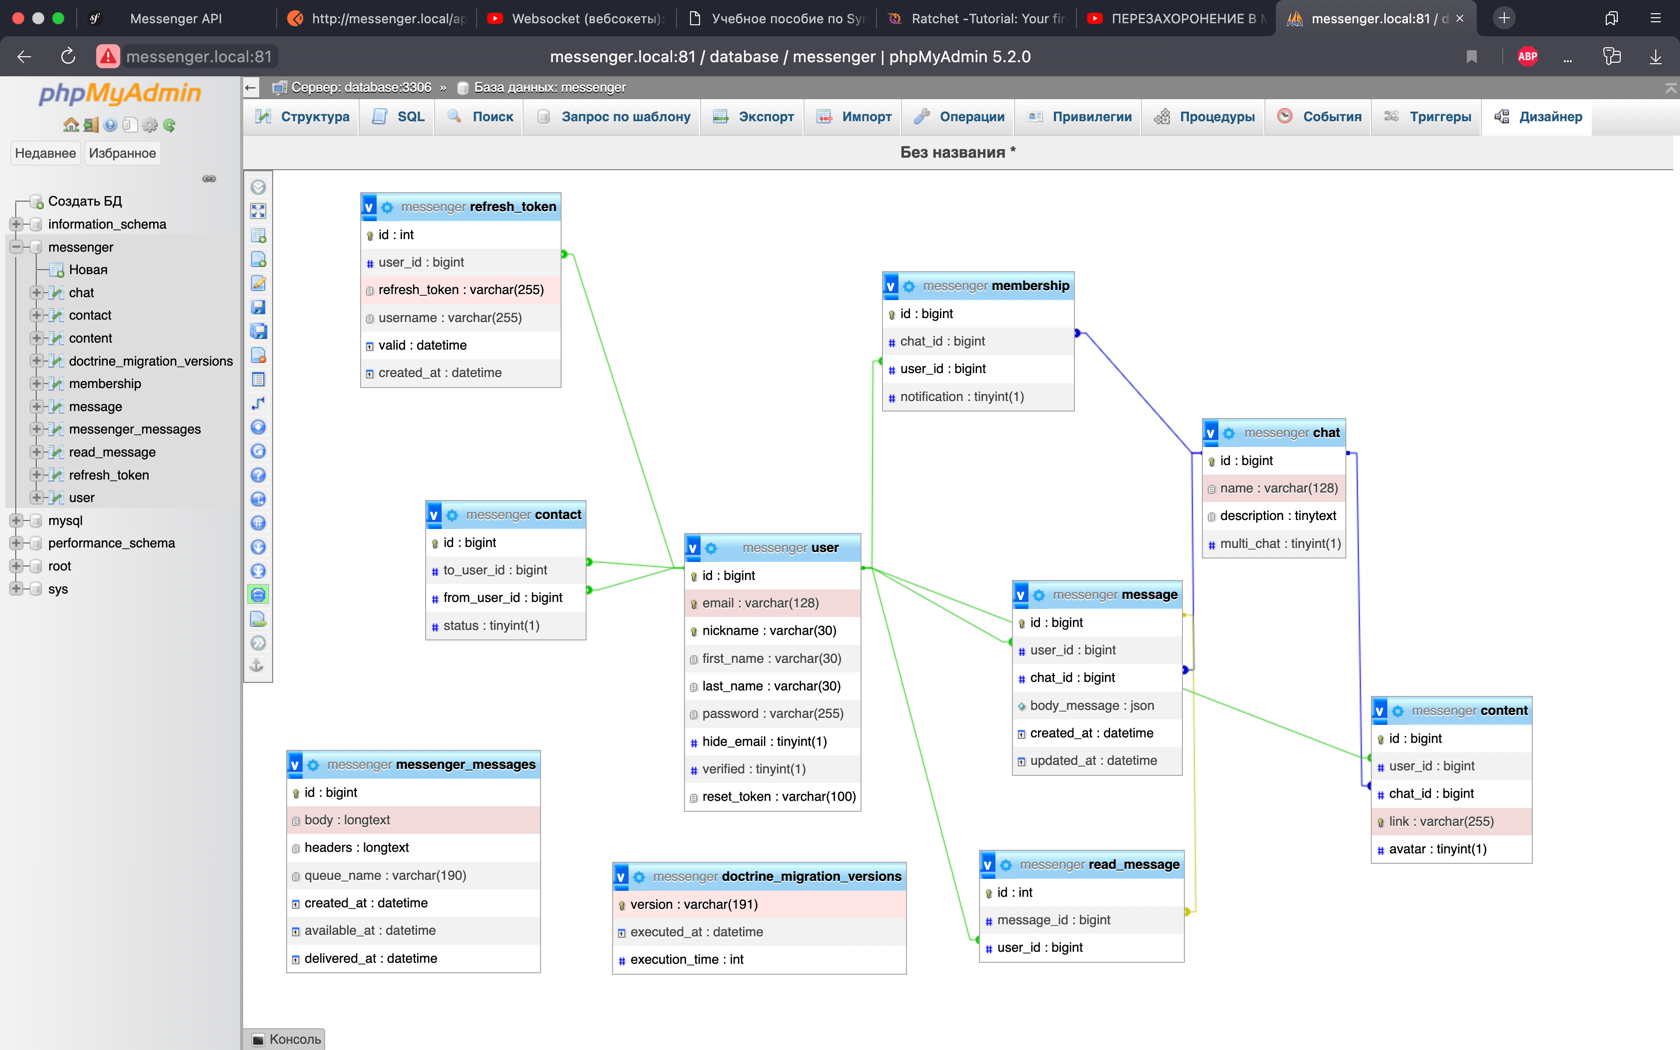 Messenger API
http://messenger.local/ap
Websocket (вебсокеты):
Учебное пособие по Syn
Ratchet -Tutorial: Your fir
ПЕРЕЗАХОРОНЕНИЕ В М
messenger.local:81 / d
messenger.local:81
messenger.local:81 / database / messenger | phpMyAdmin 5.2.0
ABP
phpMyAdmin
Недавнее
Избранное
Создать БД
information_schema
messenger
Новая
chat
contact
content
doctrine_migration_versions
membership
message
messenger_messages
read_message
refresh_token
user
mysql
performance_schema
root
sys
Сервер: database:3306 » База данных: messenger
Структура
SQL
Поиск
Запрос по шаблону
Экспорт
Импорт
Операции
Привилегии
Процедуры
События
Триггеры
Дизайнер
Без названия *
v messenger refresh_token
id : int
# user_id : bigint
refresh_token : varchar(255)
username : varchar(255)
valid : datetime
created_at : datetime
v messenger membership
id : bigint
# chat_id : bigint
# user_id : bigint
# notification : tinyint(1)
v messenger chat
id : bigint
name : varchar(128)
description : tinytext
# multi_chat : tinyint(1)
v messenger contact
id : bigint
# to_user_id : bigint
# from_user_id : bigint
# status : tinyint(1)
v messenger user
id : bigint
email : varchar(128)
nickname : varchar(30)
first_name : varchar(30)
last_name : varchar(30)
password : varchar(255)
# hide_email : tinyint(1)
# verified : tinyint(1)
reset_token : varchar(100)
v messenger message
id : bigint
# user_id : bigint
# chat_id : bigint
body_message : json
created_at : datetime
updated_at : datetime
v messenger content
id : bigint
# user_id : bigint
# chat_id : bigint
link : varchar(255)
# avatar : tinyint(1)
v messenger messenger_messages
id : bigint
body : longtext
headers : longtext
queue_name : varchar(190)
created_at : datetime
available_at : datetime
delivered_at : datetime
v messenger doctrine_migration_versions
version : varchar(191)
executed_at : datetime
# execution_time : int
v messenger read_message
id : int
# message_id : bigint
# user_id : bigint
Консоль